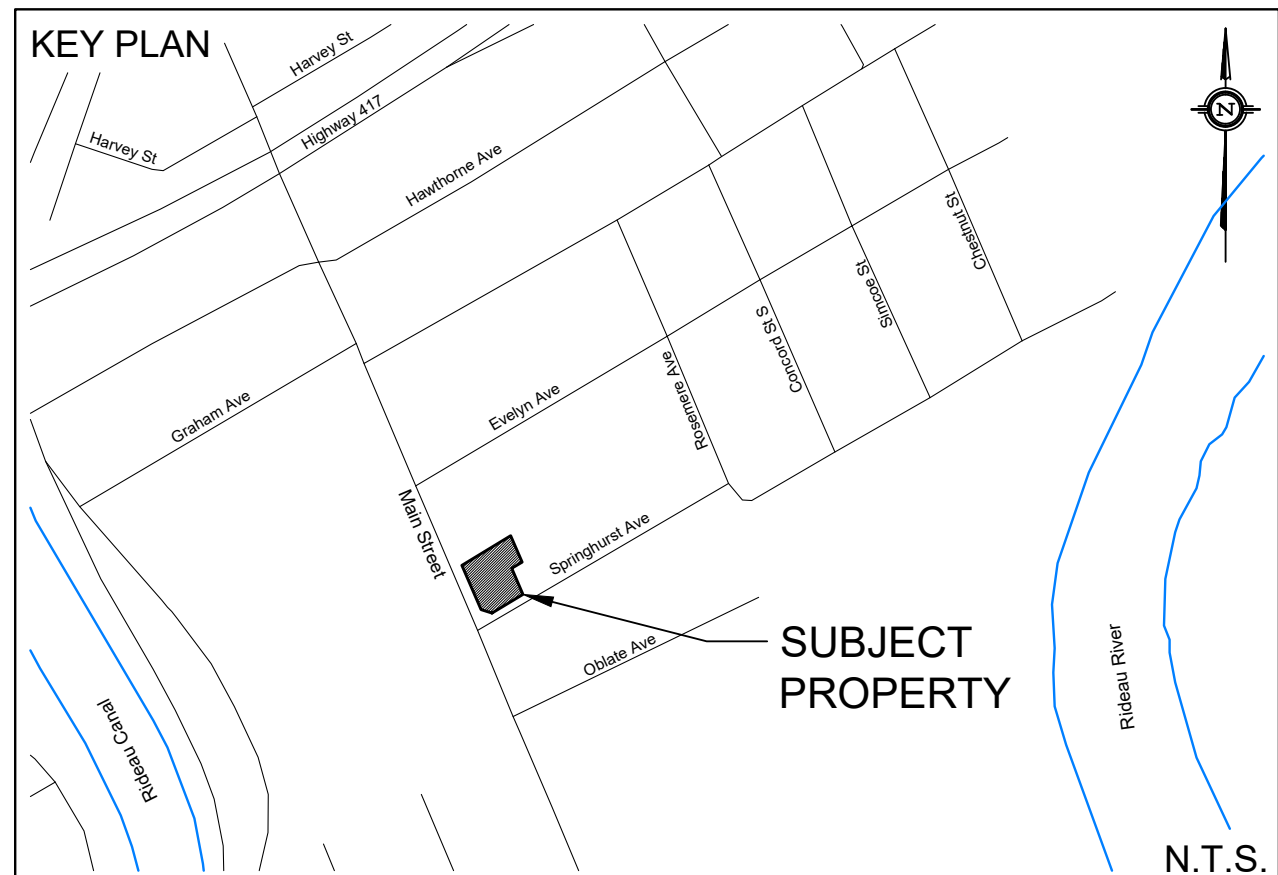 KEY PLAN
Harvey St
Harvey St
Highway 417
Hawthorne Ave
N
Chestnut St
Simcoe St
Concord St S
Rosemere Ave
Evelyn Ave
Graham Ave
Main Street
Springhurst Ave
Oblate Ave
SUBJECT
PROPERTY
Rideau River
Rideau Canal
N.T.S.